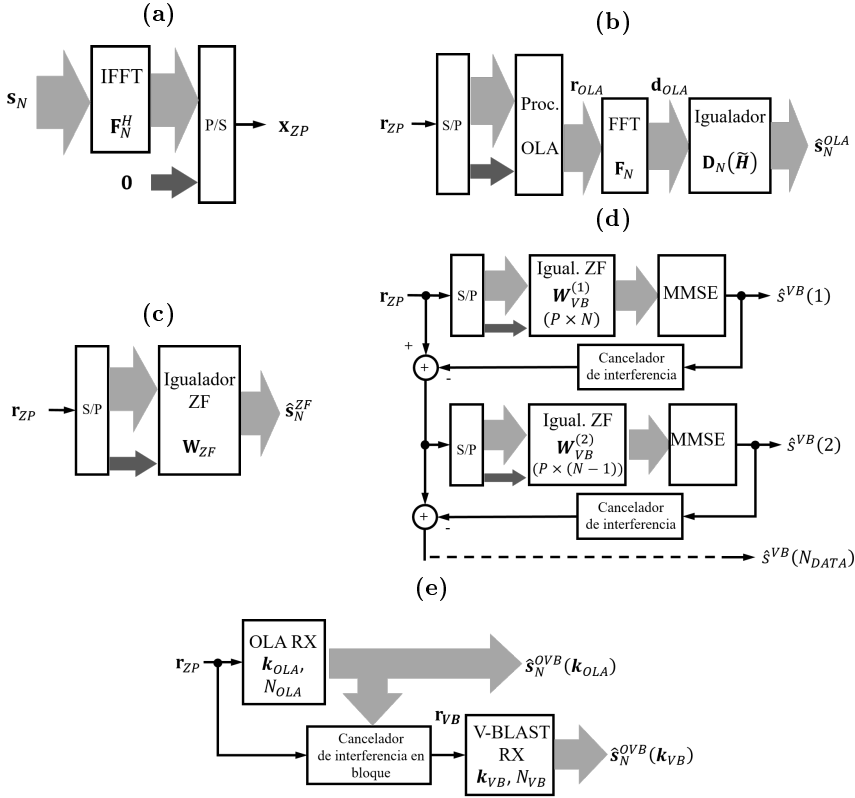 (a)
s_N
IFFT
F_N^H
P/S
x_ZP
0
(b)
r_ZP
S/P
Proc.
OLA
r_OLA
FFT
F_N
d_OLA
Igualador
D_N(H̃)
ŝ_N^OLA
(c)
r_ZP
S/P
Igualador
ZF
W_ZF
ŝ_N^ZF
(d)
r_ZP
S/P
Igual. ZF
W_VB^(1)
(P × N)
MMSE
ŝ^VB(1)
+
+
-
Cancelador
de interferencia
S/P
Igual. ZF
W_VB^(2)
(P × (N − 1))
MMSE
ŝ^VB(2)
+
-
Cancelador
de interferencia
ŝ^VB(N_DATA)
(e)
r_ZP
OLA RX
k_OLA,
N_OLA
ŝ_N^OVB(k_OLA)
Cancelador
de interferencia en
bloque
r_VB
V-BLAST
RX
k_VB, N_VB
ŝ_N^OVB(k_VB)